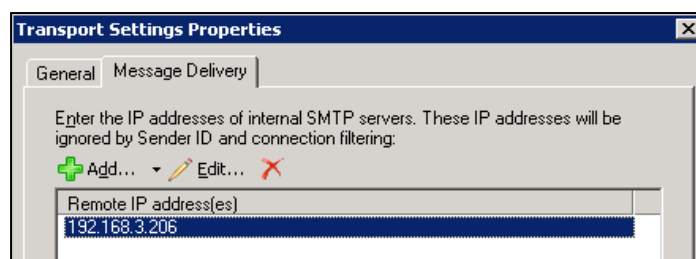 Transport Settings Properties
General Message Delivery
Enter the IP addresses of internal SMTP servers. These IP addresses will be
ignored by Sender ID and connection filtering:
Add... Edit...
Remote IP address(es)
192.168.3.206